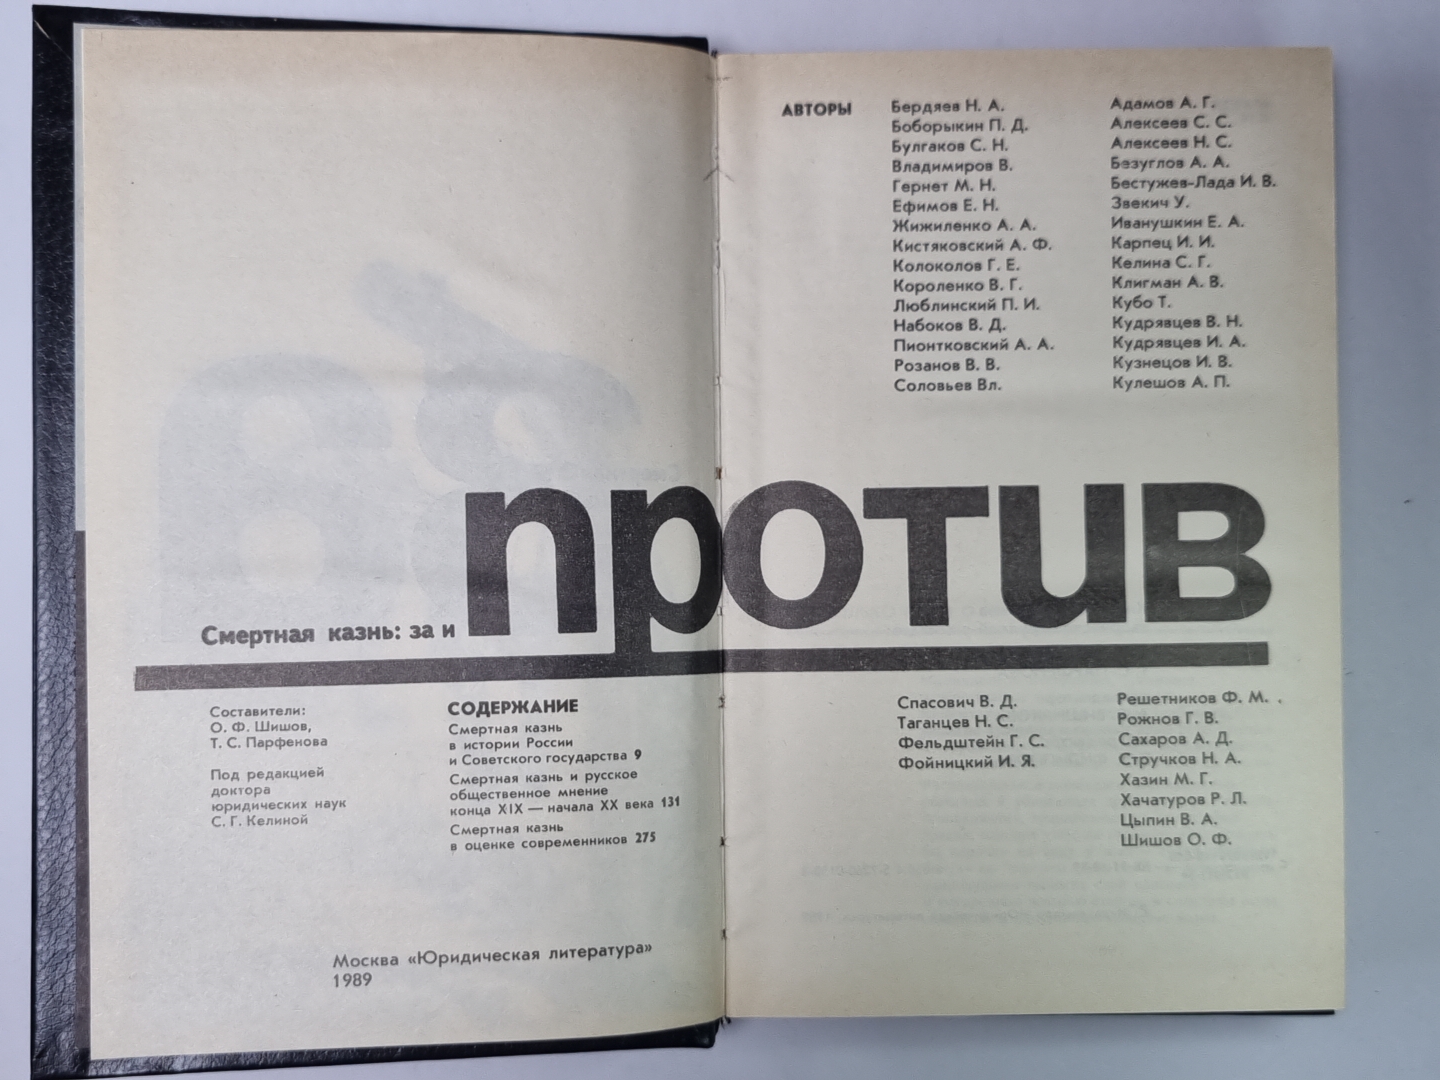 Смертная казнь: за и против
Составители:
О. Ф. Шишов,
Т. С. Парфенова
Под редакцией
доктора
юридических наук
С. Г. Келиной
СОДЕРЖАНИЕ
Смертная казнь
в истории России
и Советского государства 9
Смертная казнь и русское
общественное мнение
конца XIX — начала XX века 131
Смертная казнь
в оценке современников 275
Москва «Юридическая литература»
1989
АВТОРЫ
Бердяев Н. А.
Боборыкин П. Д.
Булгаков С. Н.
Владимиров В.
Гернет М. Н.
Ефимов Е. Н.
Жижиленко А. А.
Кистяковский А. Ф.
Колоколов Г. Е.
Короленко В. Г.
Люблинский П. И.
Набоков В. Д.
Пионтковский А. А.
Розанов В. В.
Соловьев Вл.
Спасович В. Д.
Таганцев Н. С.
Фельдштейн Г. С.
Фойницкий И. Я.
Адамов А. Г.
Алексеев С. С.
Алексеев Н. С.
Безуглов А. А.
Бестужев-Лада И. В.
Звекич У.
Иванушкин Е. А.
Карпец И. И.
Келина С. Г.
Клигман А. В.
Кубо Т.
Кудрявцев В. Н.
Кудрявцев И. А.
Кузнецов И. В.
Кулешов А. П.
Решетников Ф. М.
Рожнов Г. В.
Сахаров А. Д.
Стручков Н. А.
Хазин М. Г.
Хачатуров Р. Л.
Цыпин В. А.
Шишов О. Ф.